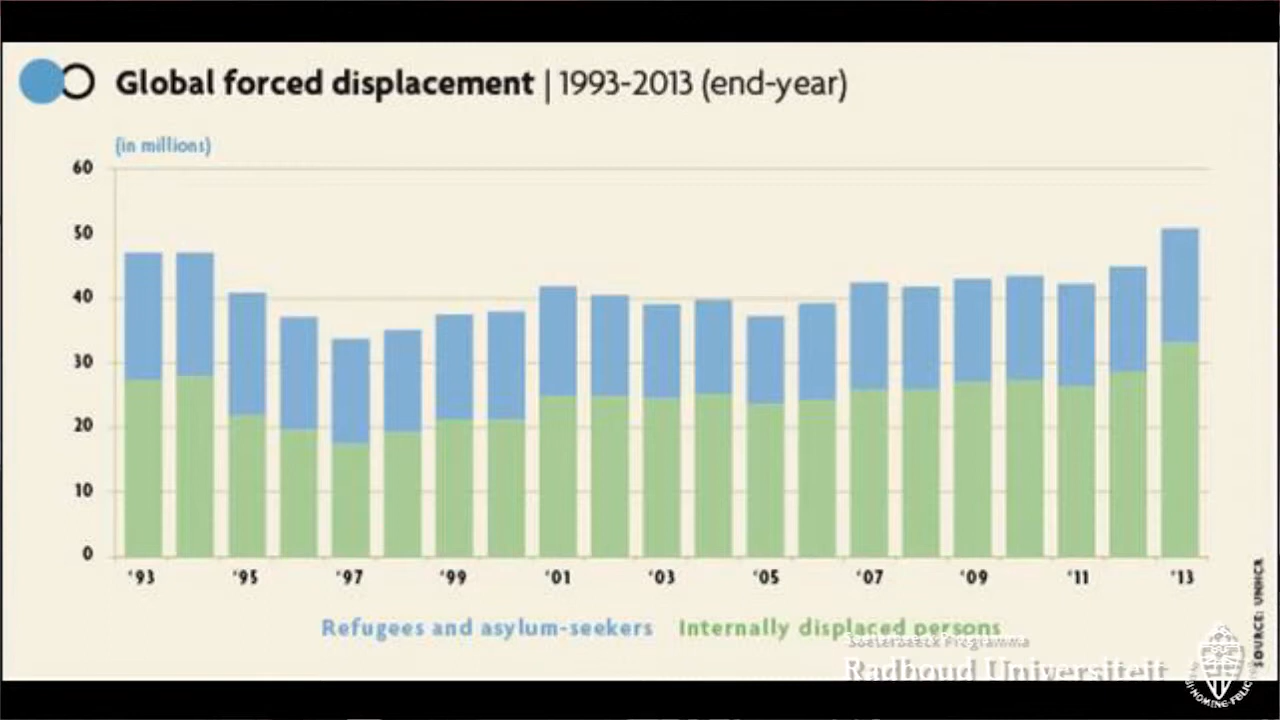 Global forced displacement | 1993-2013 (end-year)
(in millions)
60
50
40
30
20
10
0
'93 '95 '97 '99 '01 '03 '05 '07 '09 '11 '13
Refugees and asylum-seekers Internally displaced persons
SOURCE: UNHCR
Soeterbeeck Programma
Radboud Universiteit